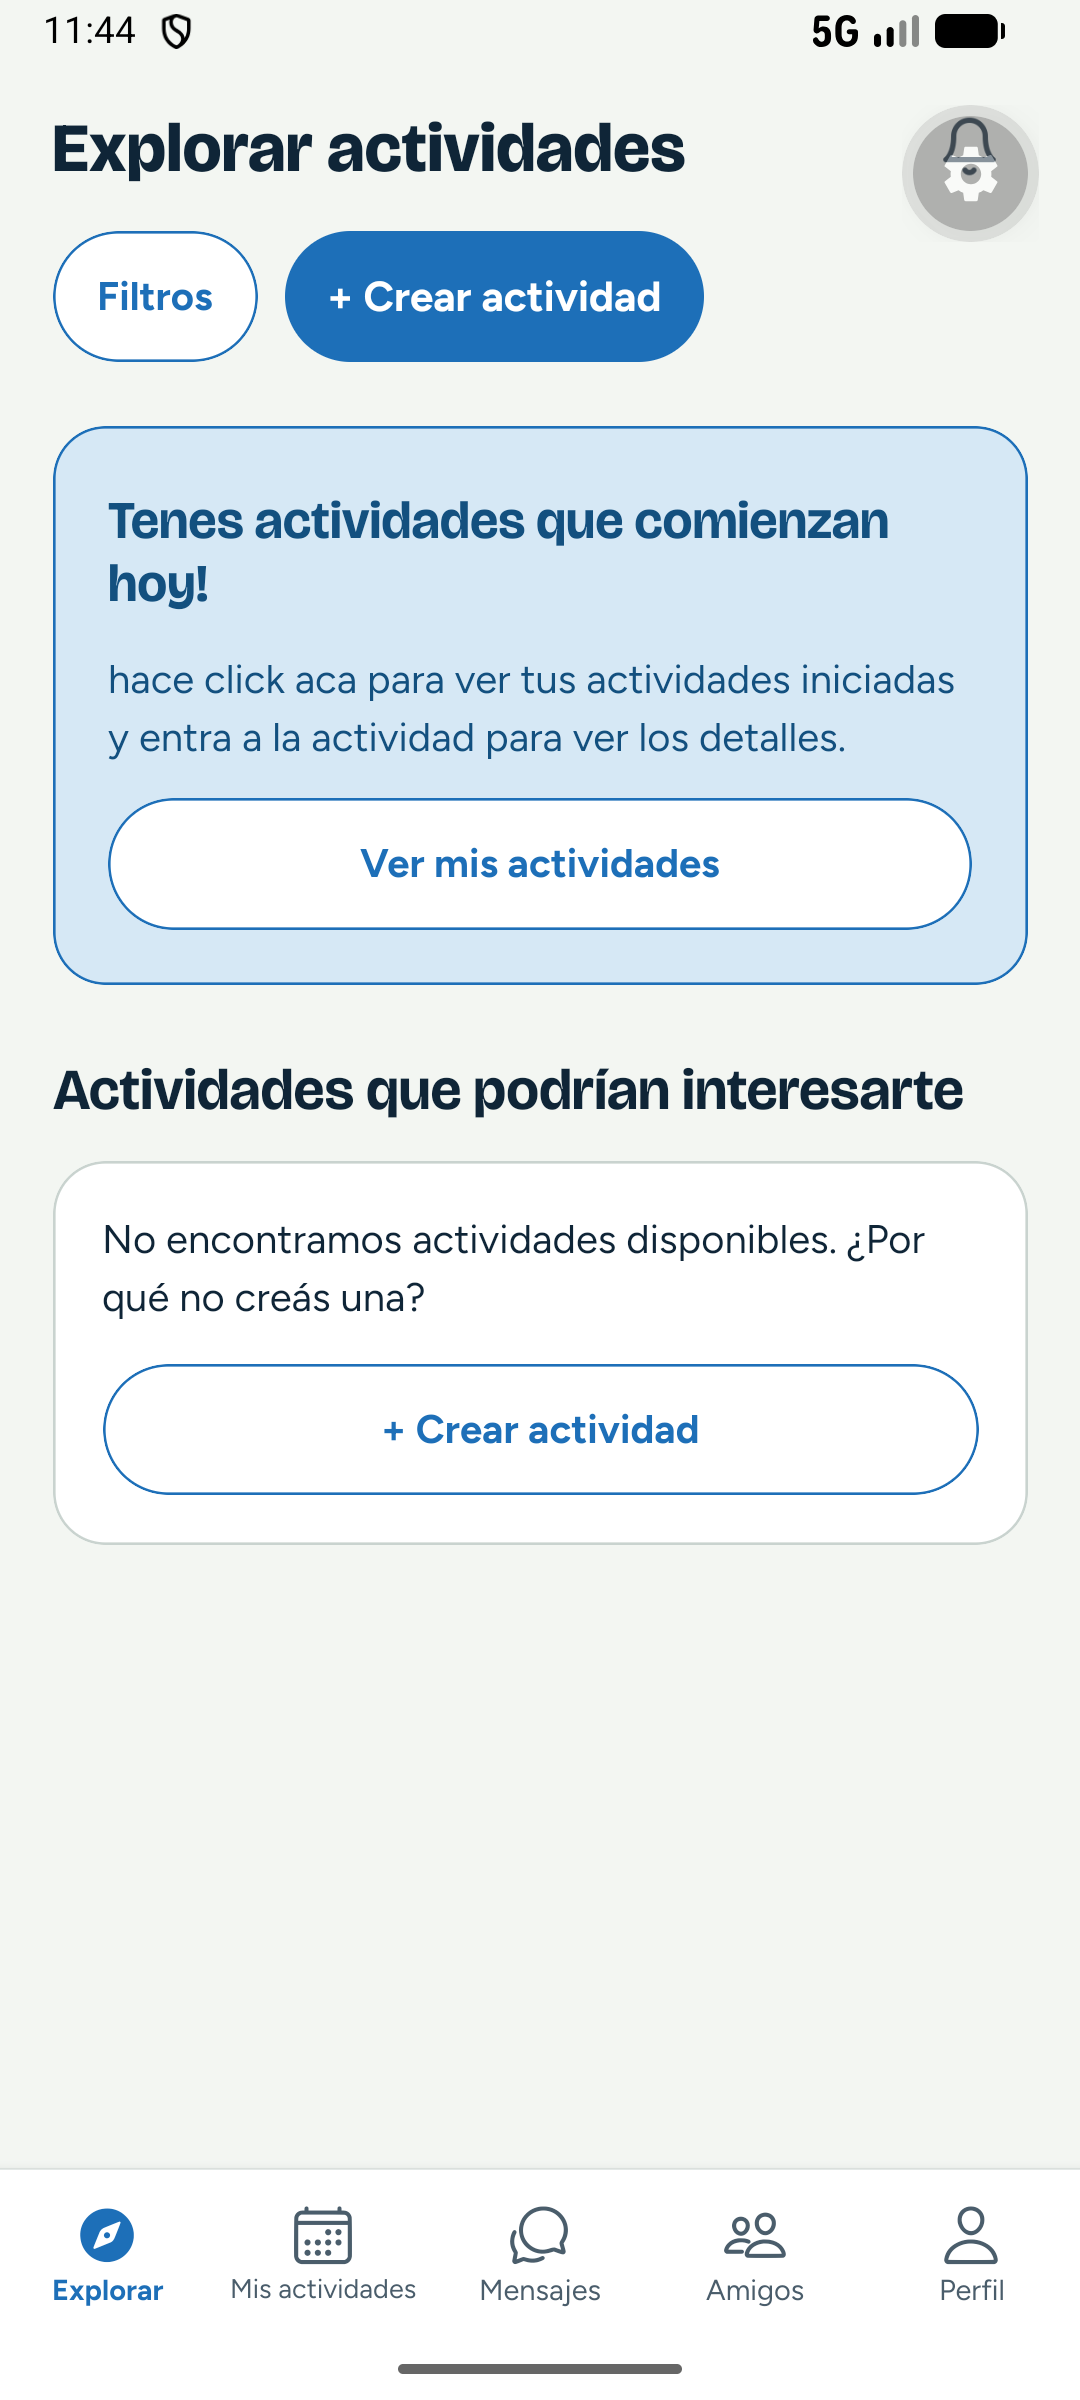 11:44
5G
Explorar actividades
Filtros
+ Crear actividad
Tenes actividades que comienzan
hoy!
hace click aca para ver tus actividades iniciadas
y entra a la actividad para ver los detalles.
Ver mis actividades
Actividades que podrían interesarte
No encontramos actividades disponibles. ¿Por
qué no creás una?
+ Crear actividad
Explorar
Mis actividades
Mensajes
Amigos
Perfil